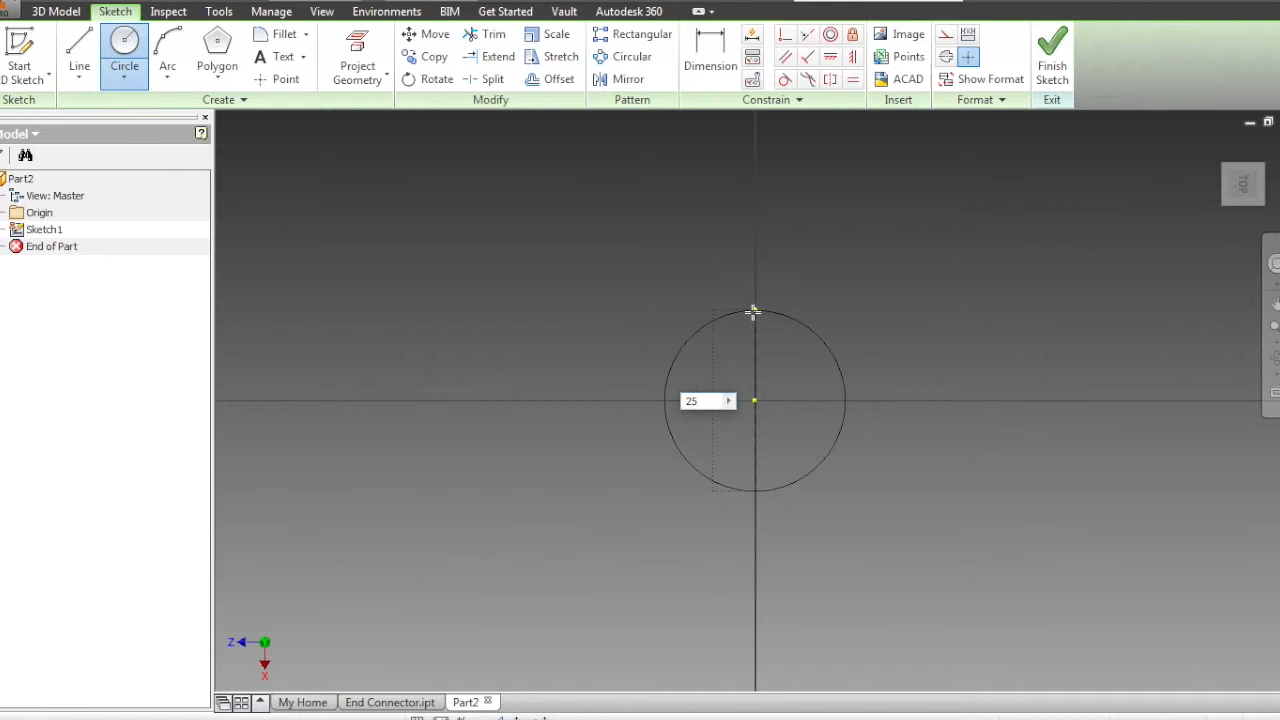 3D Model Sketch Inspect Tools Manage View Environments BIM Get Started Vault Autodesk 360
Start
2D Sketch
Line
Circle
Arc
Polygon
Fillet
Text
Point
Project
Geometry
Move
Copy
Rotate
Trim
Extend
Split
Scale
Stretch
Offset
Rectangular
Circular
Mirror
Dimension
Image
Points
ACAD
Show Format
Finish
Sketch
Sketch Create Modify Pattern Constrain Insert Format Exit
Model
Part2
View: Master
Origin
Sketch1
End of Part
TOP
25
Z
X
My Home End Connector.ipt Part2